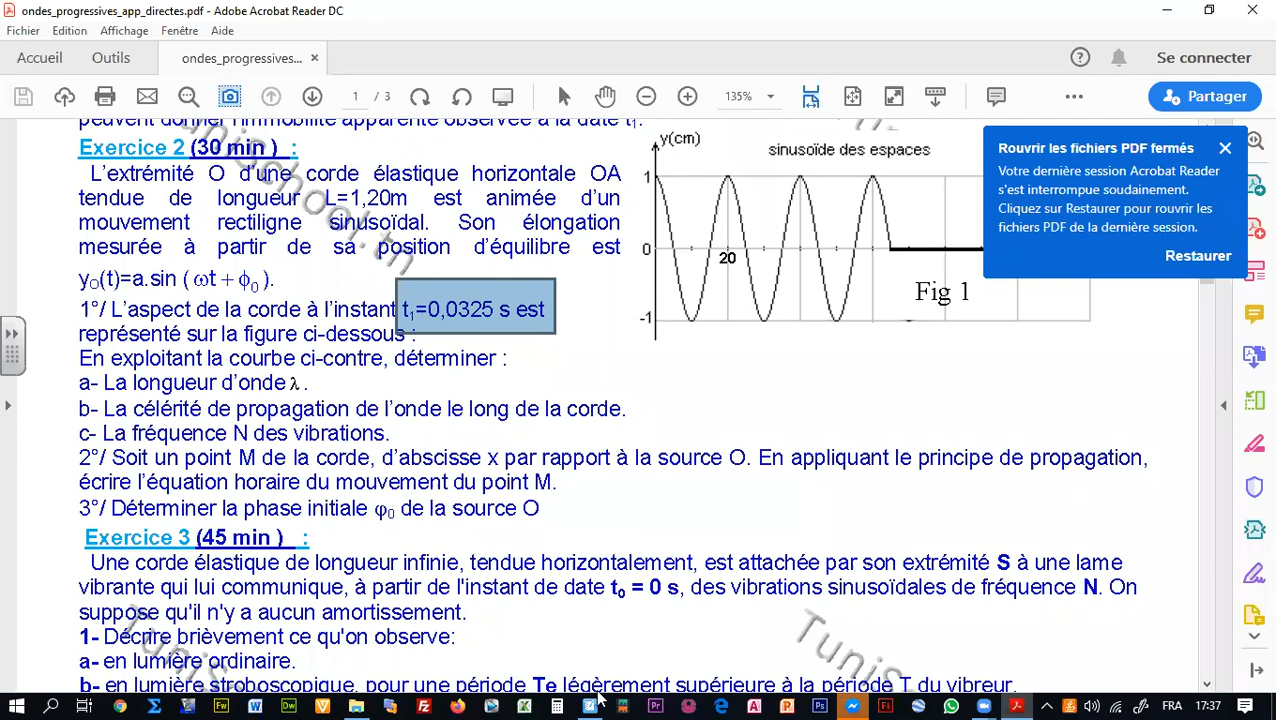 ondes_progressives_app_directes.pdf - Adobe Acrobat Reader DC
Fichier Edition Affichage Fenêtre Aide
Accueil Outils ondes_progressives... × Se connecter
1 / 3 135% Partager
peuvent donner l'immobilité apparente observée à la date t₁.
Exercice 2 (30 min ) :
L'extrémité O d'une corde élastique horizontale OA
tendue de longueur L=1,20m est animée d'un
mouvement rectiligne sinusoïdal. Son élongation
mesurée à partir de sa position d'équilibre est
y₀(t)=a.sin ( ωt + ϕ₀ ).
1°/ L'aspect de la corde à l'instant t₁=0,0325 s est
représenté sur la figure ci-dessous :
En exploitant la courbe ci-contre, déterminer :
a- La longueur d'onde λ .
b- La célérité de propagation de l'onde le long de la corde.
c- La fréquence N des vibrations.
y(cm)
sinusoïde des espaces
1
0
20
-1
Fig 1
Rouvrir les fichiers PDF fermés
Votre dernière session Acrobat Reader
s'est interrompue soudainement.
Cliquez sur Restaurer pour rouvrir les
fichiers PDF de la dernière session.
Restaurer
2°/ Soit un point M de la corde, d'abscisse x par rapport à la source O. En appliquant le principe de propagation,
écrire l'équation horaire du mouvement du point M.
3°/ Déterminer la phase initiale φ₀ de la source O
Exercice 3 (45 min ) :
Une corde élastique de longueur infinie, tendue horizontalement, est attachée par son extrémité S à une lame
vibrante qui lui communique, à partir de l'instant de date t₀ = 0 s, des vibrations sinusoïdales de fréquence N. On
suppose qu'il n'y a aucun amortissement.
1- Décrire brièvement ce qu'on observe:
a- en lumière ordinaire.
b- en lumière stroboscopique, pour une période Te légèrement supérieure à la période T du vibreur.
Tunischool.tn
Tunis
FRA 17:37